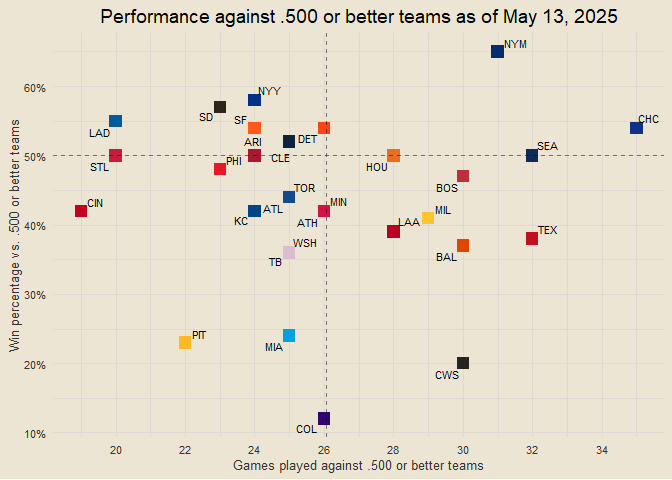 Performance against .500 or better teams as of May 13, 2025
Win percentage vs. .500 or better teams
60%
50%
40%
30%
20%
10%
NYM
NYY
SD
SF
CHC
LAD
DET
ARI
SEA
STL
PHI
CLE
HOU
BOS
TOR
CIN
KC
ATL
MIN
ATH
MIL
LAA
TEX
WSH
TB
BAL
PIT
MIA
CWS
COL
20
22
24
26
28
30
32
34
Games played against .500 or better teams